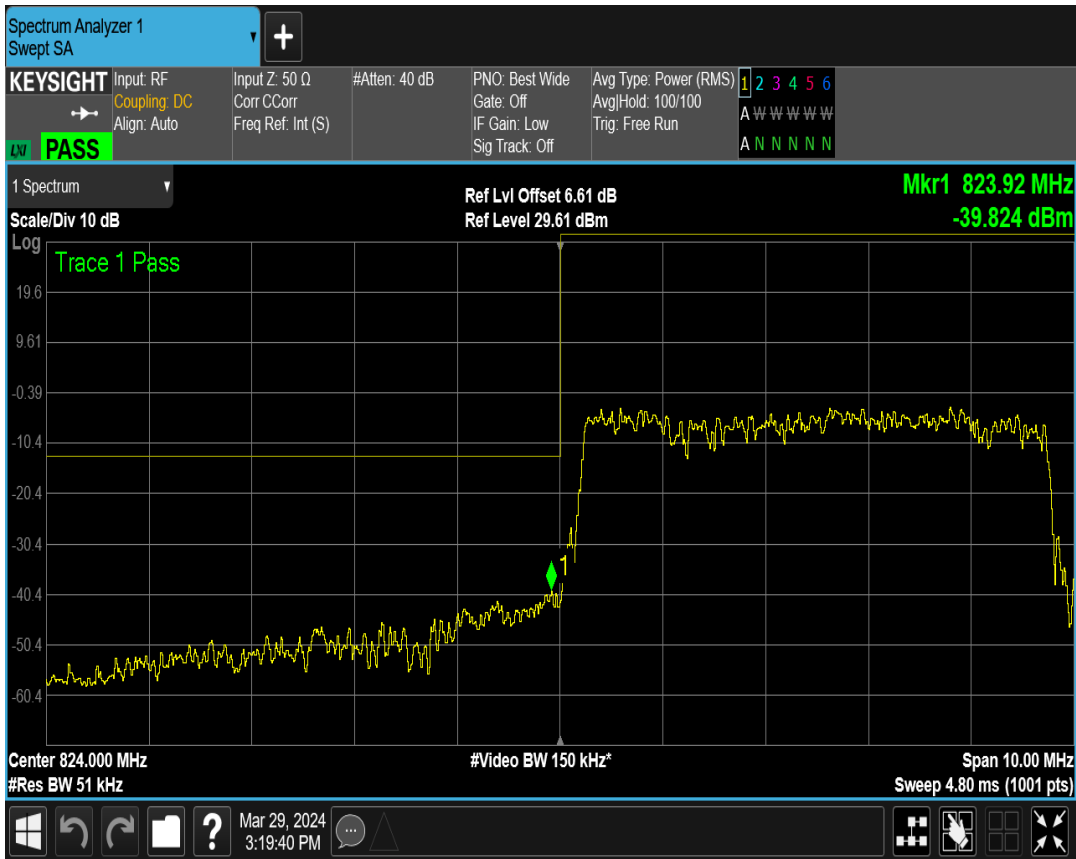 Spectrum Analyzer 1
Swept SA
▼
+
KEYSIGHT
LXI
PASS
Input: RF
Coupling: DC
Align: Auto
Input Z: 50 Ω
Corr CCorr
Freq Ref: Int (S)
#Atten: 40 dB
PNO: Best Wide
Gate: Off
IF Gain: Low
Sig Track: Off
Avg Type: Power (RMS)
Avg|Hold: 100/100
Trig: Free Run
1 2 3 4 5 6
A W W W W W
A N N N N N
1 Spectrum ▼
Scale/Div 10 dB
Ref Lvl Offset 6.61 dB
Ref Level 29.61 dBm
Mkr1 823.92 MHz
-39.824 dBm
Log
Trace 1 Pass
19.6
9.61
-0.39
-10.4
-20.4
-30.4
1
-40.4
-50.4
-60.4
Center 824.000 MHz
#Res BW 51 kHz
#Video BW 150 kHz*
Span 10.00 MHz
Sweep 4.80 ms (1001 pts)
?
Mar 29, 2024
3:19:40 PM